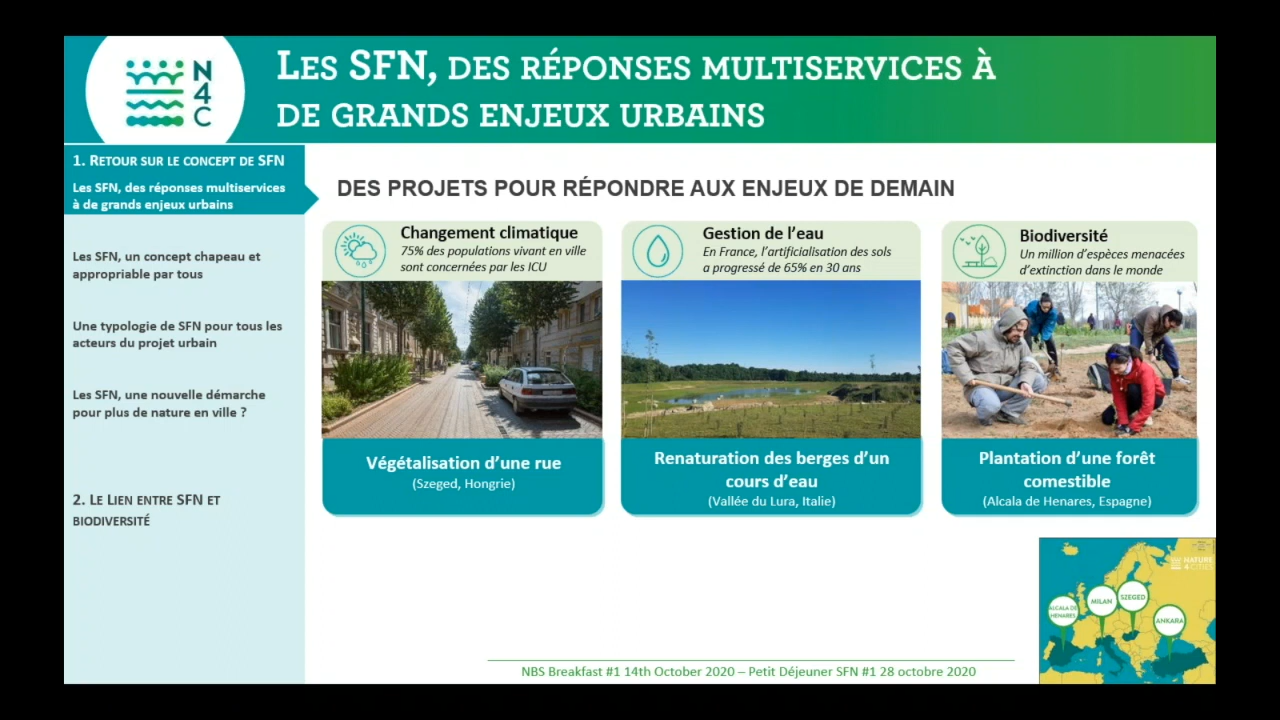 N
4
C
LES SFN, DES RÉPONSES MULTISERVICES À
DE GRANDS ENJEUX URBAINS
1. RETOUR SUR LE CONCEPT DE SFN
Les SFN, des réponses multiservices
à de grands enjeux urbains
Les SFN, un concept chapeau et
appropriable par tous
Une typologie de SFN pour tous les
acteurs du projet urbain
Les SFN, une nouvelle démarche
pour plus de nature en ville ?
2. LE LIEN ENTRE SFN ET
BIODIVERSITÉ
DES PROJETS POUR RÉPONDRE AUX ENJEUX DE DEMAIN
Changement climatique
75% des populations vivant en ville
sont concernées par les ICU
Végétalisation d'une rue
(Szeged, Hongrie)
Gestion de l'eau
En France, l'artificialisation des sols
a progressé de 65% en 30 ans
Renaturation des berges d'un
cours d'eau
(Vallée du Lura, Italie)
Biodiversité
Un million d'espèces menacées
d'extinction dans le monde
Plantation d'une forêt
comestible
(Alcala de Henares, Espagne)
NATURE
4 CITIES
ALCALA DE
HENARES
MILAN
SZEGED
ANKARA
NBS Breakfast #1 14th October 2020 – Petit Déjeuner SFN #1 28 octobre 2020